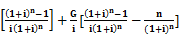 [((1+i)ⁿ−1)/(i(1+i)ⁿ)] + G/i [((1+i)ⁿ−1)/(i(1+i)ⁿ) − n/(1+i)ⁿ]